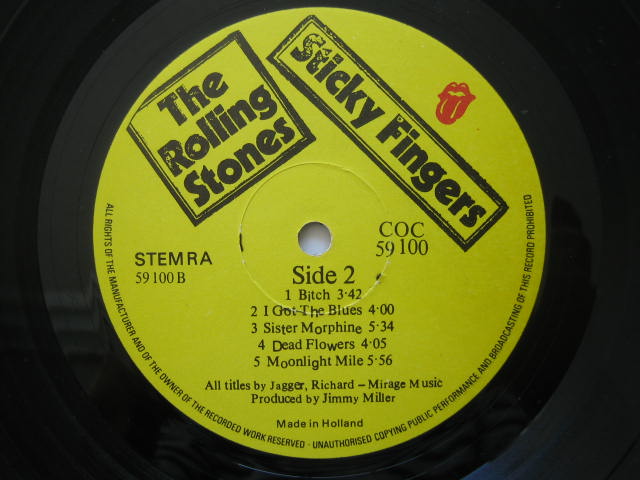 The
Rolling
Stones
Sticky Fingers
COC
59 100
STEMRA
59 100 B
Side 2
1 Bitch 3·42
2 I Got The Blues 4·00
3 Sister Morphine 5·34
4 Dead Flowers 4·05
5 Moonlight Mile 5·56
All titles by Jagger, Richard – Mirage Music
Produced by Jimmy Miller
Made in Holland
ALL RIGHTS OF THE MANUFACTURER AND OF THE OWNER OF THE RECORDED WORK RESERVED · UNAUTHORISED COPYING PUBLIC PERFORMANCE AND BROADCASTING OF THIS RECORD PROHIBITED